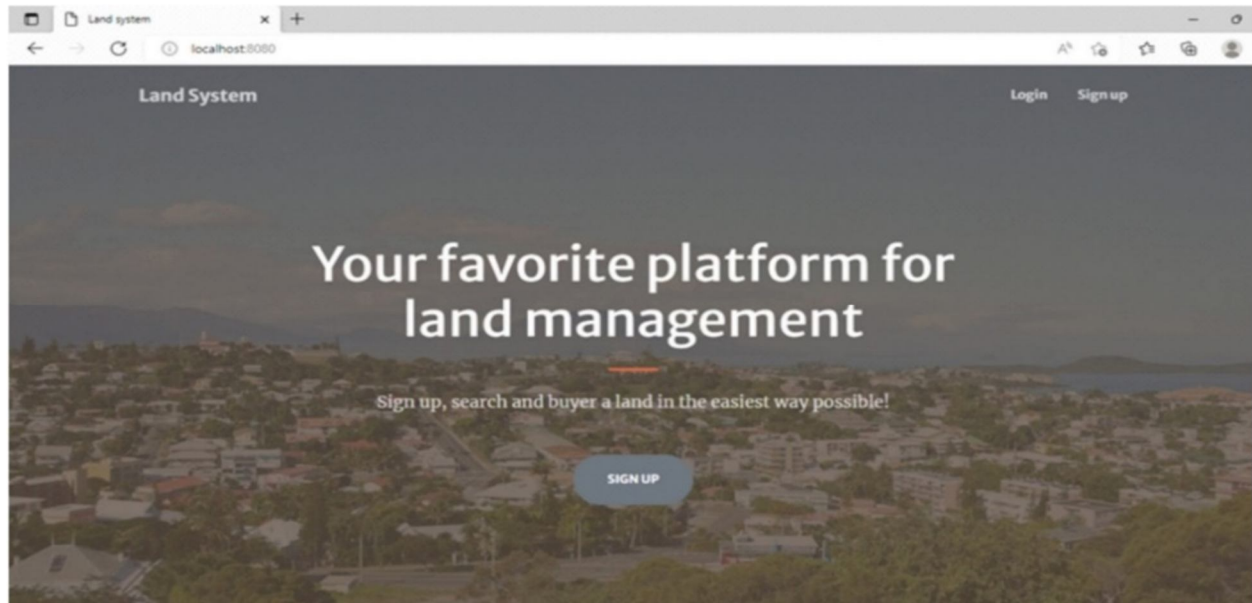 Land system
localhost:8080
Land System
Login
Sign up
Your favorite platform for
land management
Sign up, search and buyer a land in the easiest way possible!
SIGN UP